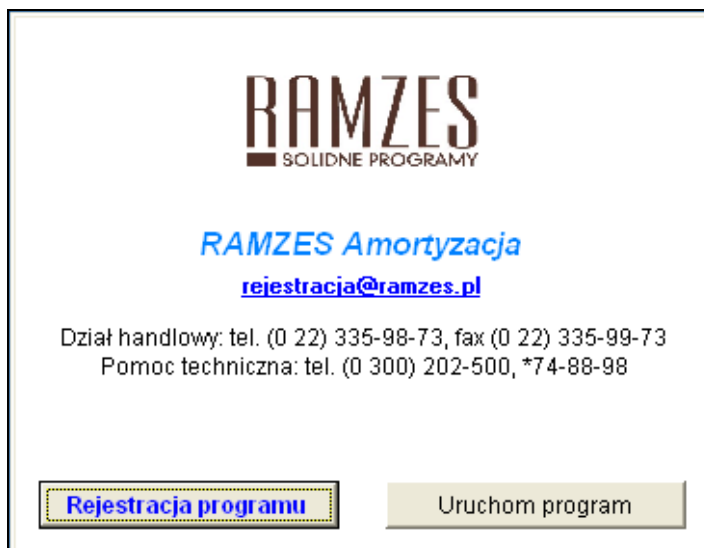 RAMZES
SOLIDNE PROGRAMY
RAMZES Amortyzacja
rejestracja@ramzes.pl
Dział handlowy: tel. (0 22) 335-98-73, fax (0 22) 335-99-73
Pomoc techniczna: tel. (0 300) 202-500, *74-88-98
Rejestracja programu
Uruchom program